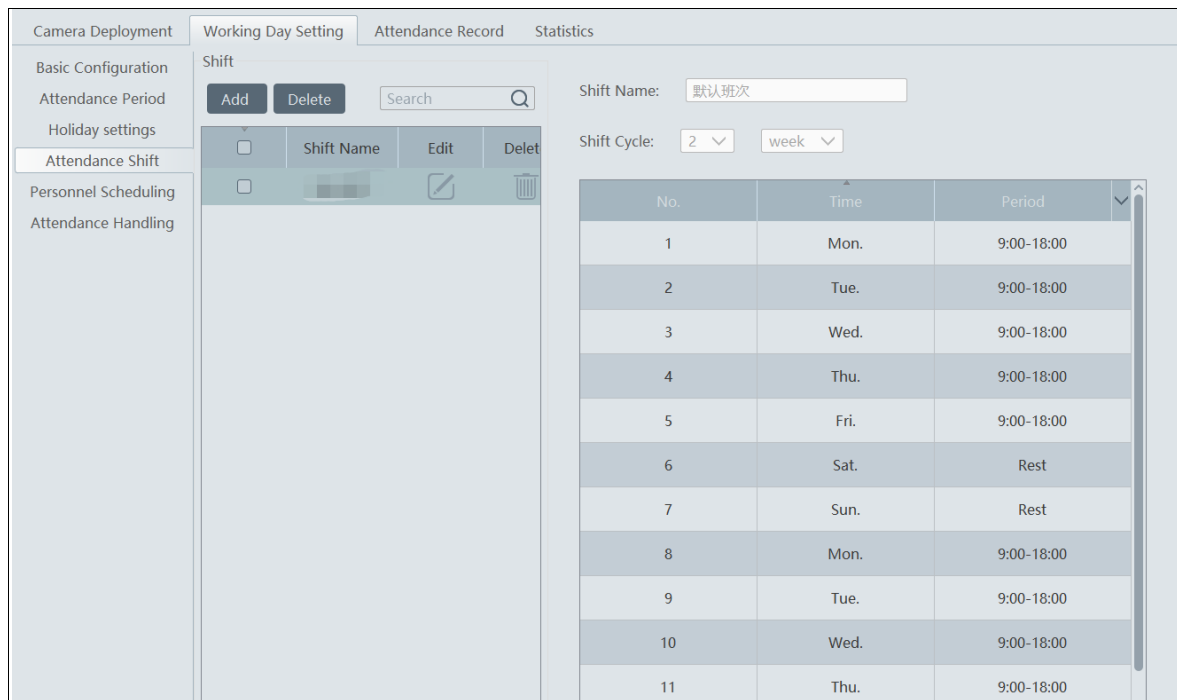 Camera Deployment Working Day Setting Attendance Record Statistics
Basic Configuration
Attendance Period
Holiday settings
Attendance Shift
Personnel Scheduling
Attendance Handling
Shift
Add Delete Search
Shift Name Edit Delet
Shift Name: 默认班次
Shift Cycle: 2 week
No. Time Period
1 Mon. 9:00-18:00
2 Tue. 9:00-18:00
3 Wed. 9:00-18:00
4 Thu. 9:00-18:00
5 Fri. 9:00-18:00
6 Sat. Rest
7 Sun. Rest
8 Mon. 9:00-18:00
9 Tue. 9:00-18:00
10 Wed. 9:00-18:00
11 Thu. 9:00-18:00